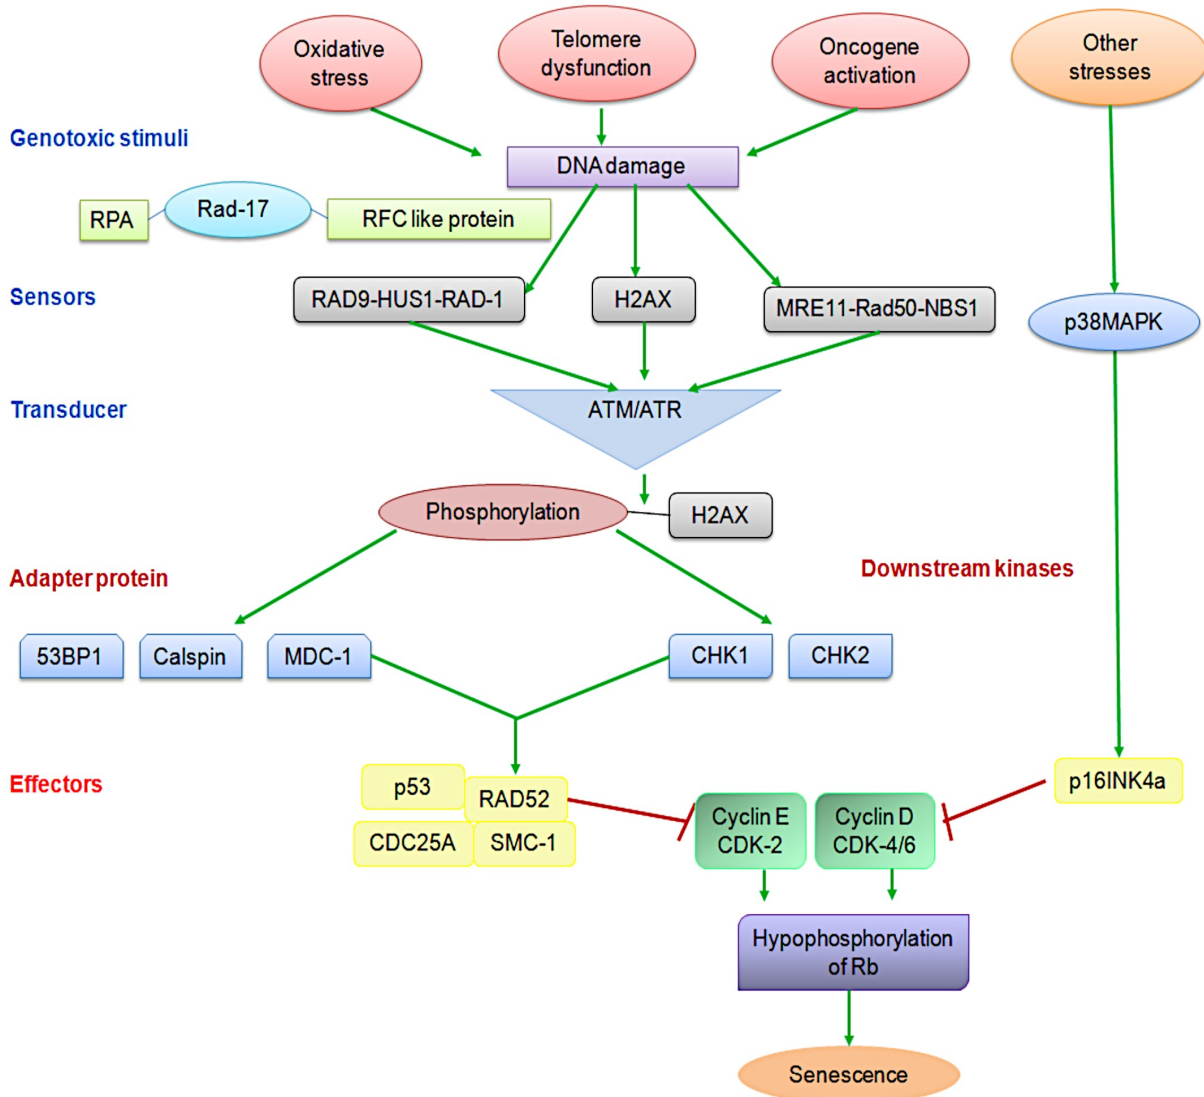 Oxidative
stress
Telomere
dysfunction
Oncogene
activation
Other
stresses
Genotoxic stimuli
DNA damage
RPA
Rad-17
RFC like protein
Sensors
RAD9-HUS1-RAD-1
H2AX
MRE11-Rad50-NBS1
p38MAPK
Transducer
ATM/ATR
Phosphorylation
H2AX
Adapter protein
Downstream kinases
53BP1
Calspin
MDC-1
CHK1
CHK2
Effectors
p53
RAD52
CDC25A
SMC-1
Cyclin E
CDK-2
Cyclin D
CDK-4/6
p16INK4a
Hypophosphorylation
of Rb
Senescence